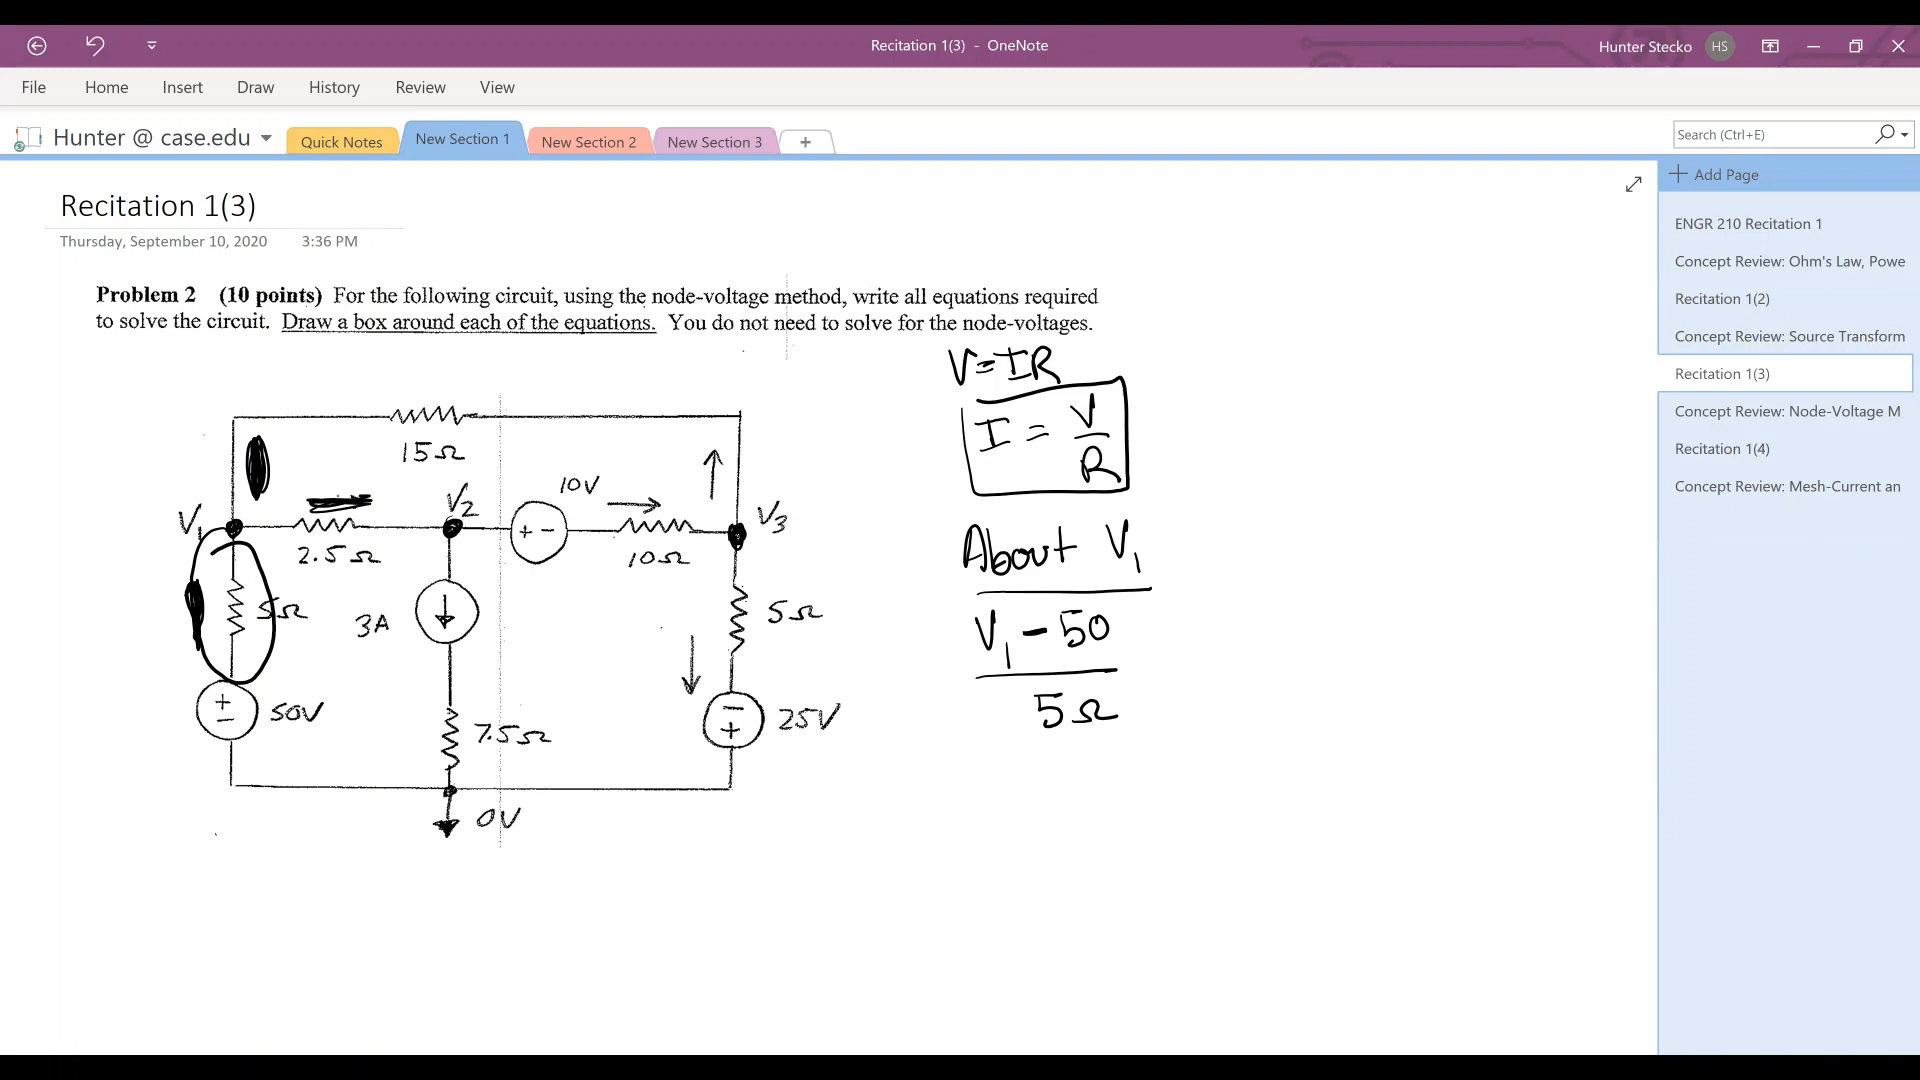 Recitation 1(3) - OneNote
Hunter Stecko HS
File Home Insert Draw History Review View
Hunter @ case.edu Quick Notes New Section 1 New Section 2 New Section 3 +
Search (Ctrl+E)
Add Page
ENGR 210 Recitation 1
Concept Review: Ohm's Law, Powe
Recitation 1(2)
Concept Review: Source Transform
Recitation 1(3)
Concept Review: Node-Voltage M
Recitation 1(4)
Concept Review: Mesh-Current an
Recitation 1(3)
Thursday, September 10, 2020 3:36 PM
Problem 2 (10 points) For the following circuit, using the node-voltage method, write all equations required
to solve the circuit. Draw a box around each of the equations. You do not need to solve for the node-voltages.
15Ω
10V
V₁
V₂
V₃
+ -
2.5Ω
10Ω
5Ω
3A
5Ω
+
-
50V
7.5Ω
-
+
25V
0V
V=IR
I = V/R
About V₁
V₁ - 50
5Ω